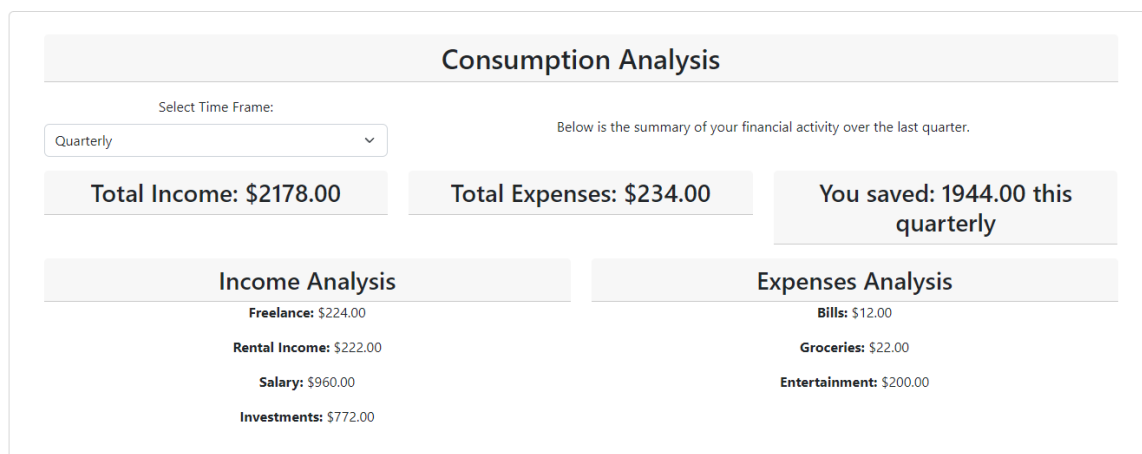 Consumption Analysis
Select Time Frame:
Quarterly
Below is the summary of your financial activity over the last quarter.
Total Income: $2178.00
Total Expenses: $234.00
You saved: 1944.00 this
quarterly
Income Analysis
Freelance: $224.00
Rental Income: $222.00
Salary: $960.00
Investments: $772.00
Expenses Analysis
Bills: $12.00
Groceries: $22.00
Entertainment: $200.00